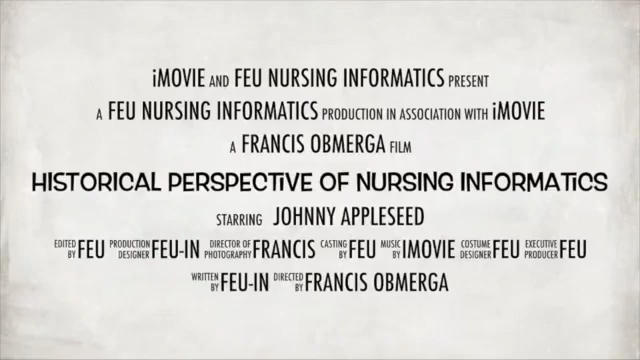 iMOVIE AND FEU NURSING INFORMATICS PRESENT
A FEU NURSING INFORMATICS PRODUCTION IN ASSOCIATION WITH iMOVIE
A FRANCIS OBMERGA FILM
HISTORICAL PERSPECTIVE OF NURSING INFORMATICS
STARRING JOHNNY APPLESEED
EDITED BY FEU PRODUCTION DESIGNER FEU-IN DIRECTOR OF PHOTOGRAPHY FRANCIS CASTING BY FEU MUSIC BY IMOVIE COSTUME DESIGNER FEU EXECUTIVE PRODUCER FEU
WRITTEN BY FEU-IN DIRECTED BY FRANCIS OBMERGA